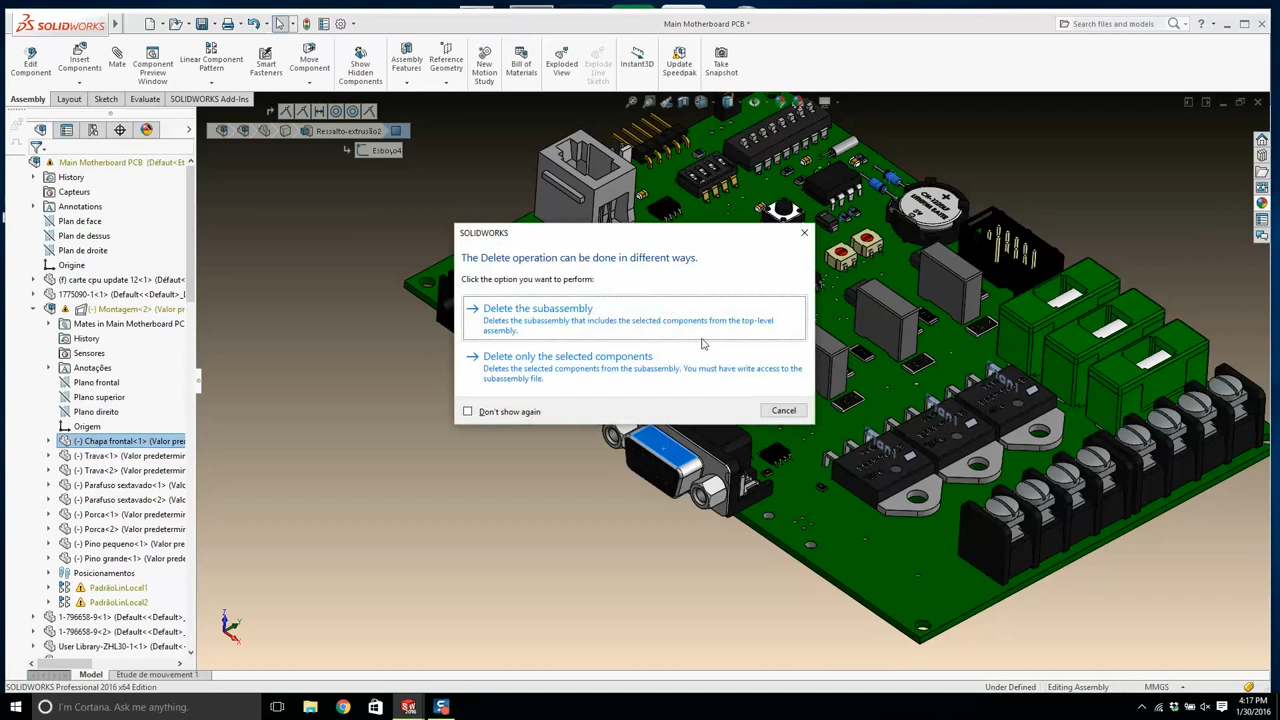 SOLIDWORKS
Main Motherboard PCB *
Search files and models
Edit Component
Insert Components
Mate
Component Preview Window
Linear Component Pattern
Smart Fasteners
Move Component
Show Hidden Components
Assembly Features
Reference Geometry
New Motion Study
Bill of Materials
Exploded View
Explode Line Sketch
Instant3D
Update Speedpak
Take Snapshot
Assembly
Layout
Sketch
Evaluate
SOLIDWORKS Add-Ins
Ressalto-extrusão2
Esboço4
Main Motherboard PCB (Défaut<Et
History
Capteurs
Annotations
Plan de face
Plan de dessus
Plan de droite
Origine
(f) carte cpu update 12<1> (Défaut
1775090-1<1> (Default<<Default>_
(-) Montagem<2> (Valor pr
Mates in Main Motherboard PC
History
Sensores
Anotações
Plano frontal
Plano superior
Plano direito
Origem
(-) Chapa frontal<1> (Valor prec
(-) Trava<1> (Valor predetermin
(-) Trava<2> (Valor predetermin
(-) Parafuso sextavado<1> (Valo
(-) Parafuso sextavado<2> (Valo
(-) Porca<1> (Valor predetermin
(-) Porca<2> (Valor predetermin
(-) Pino pequeno<1> (Valor pre
(-) Pino grande<1> (Valor prede
Posicionamentos
PadrãoLinLocal1
PadrãoLinLocal2
1-796658-9<1> (Default<<Default>_
1-796658-9<2> (Default<<Default>_
User Library-ZHL30-1<1> (Default
SOLIDWORKS
The Delete operation can be done in different ways.
Click the option you want to perform:
Delete the subassembly
Deletes the subassembly that includes the selected components from the top-level
assembly.
Delete only the selected components
Deletes the selected components from the subassembly. You must have write access to the
subassembly file.
Don't show again
Cancel
Model
Etude de mouvement 1
SOLIDWORKS Professional 2016 x64 Edition
Under Defined
Editing Assembly
MMGS
I'm Cortana. Ask me anything.
4:17 PM
1/30/2016